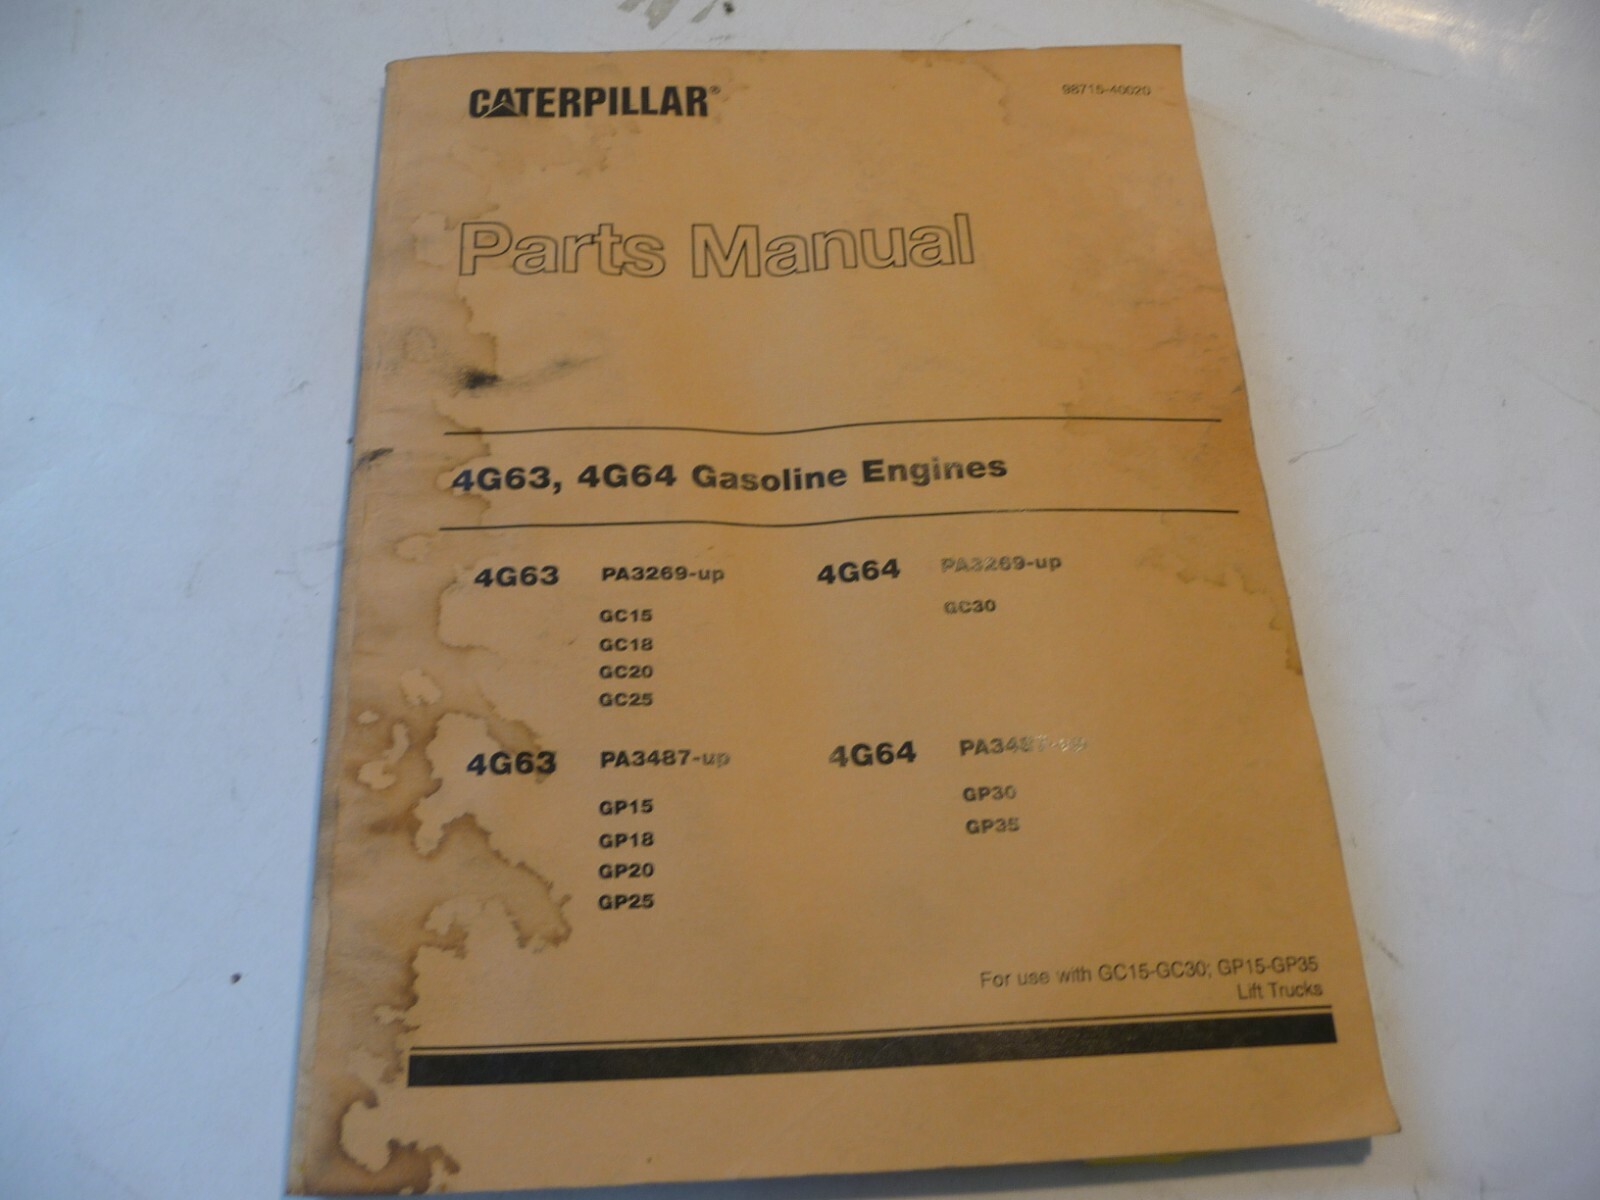 CATERPILLAR®
98715-40020
Parts Manual
4G63, 4G64 Gasoline Engines
4G63 PA3269-up
GC15
GC18
GC20
GC25
4G64 PA3269-up
GC30
4G63 PA3487-up
GP15
GP18
GP20
GP25
4G64 PA3487-up
GP30
GP35
For use with GC15-GC30; GP15-GP35
Lift Trucks